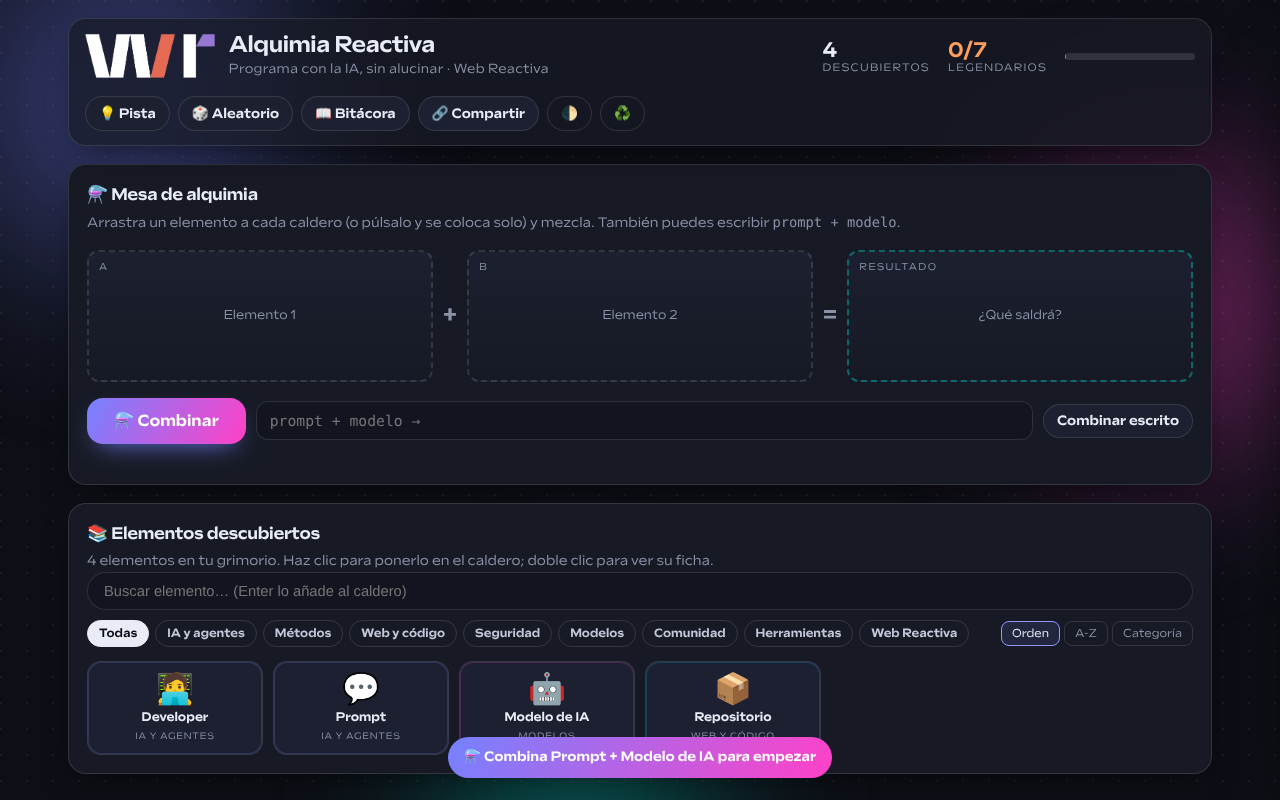 Wr
Alquimia Reactiva
Programa con la IA, sin alucinar · Web Reactiva
4
DESCUBIERTOS
0/7
LEGENDARIOS
💡 Pista
🎲 Aleatorio
📖 Bitácora
🔗 Compartir
⚗️ Mesa de alquimia
Arrastra un elemento a cada caldero (o púlsalo y se coloca solo) y mezcla. También puedes escribir prompt + modelo.
A
Elemento 1
+
B
Elemento 2
=
RESULTADO
¿Qué saldrá?
⚗️ Combinar
prompt + modelo →
Combinar escrito
📚 Elementos descubiertos
4 elementos en tu grimorio. Haz clic para ponerlo en el caldero; doble clic para ver su ficha.
Buscar elemento… (Enter lo añade al caldero)
Todas
IA y agentes
Métodos
Web y código
Seguridad
Modelos
Comunidad
Herramientas
Web Reactiva
Orden
A-Z
Categoría
Developer
IA Y AGENTES
Prompt
IA Y AGENTES
Modelo de IA
MODELOS
Repositorio
WEB Y CÓDIGO
⚗️ Combina Prompt + Modelo de IA para empezar